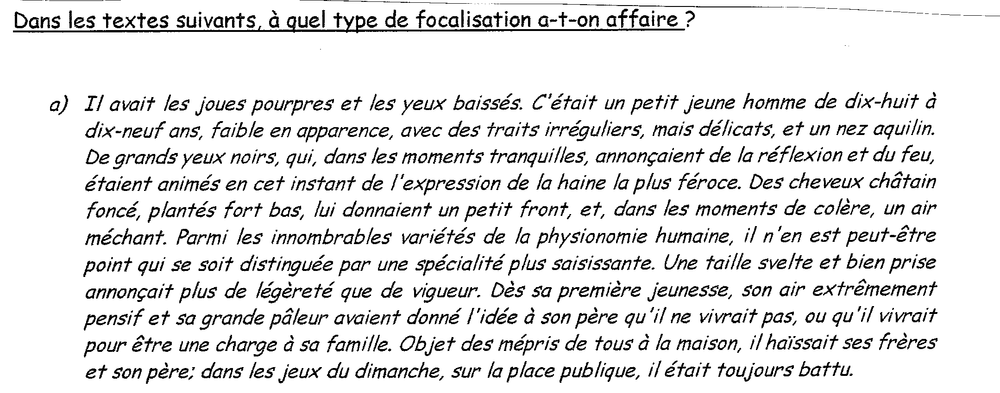 Dans les textes suivants, à quel type de focalisation a-t-on affaire ?
a) Il avait les joues pourpres et les yeux baissés. C'était un petit jeune homme de dix-huit à
dix-neuf ans, faible en apparence, avec des traits irréguliers, mais délicats, et un nez aquilin.
De grands yeux noirs, qui, dans les moments tranquilles, annonçaient de la réflexion et du feu,
étaient animés en cet instant de l'expression de la haine la plus féroce. Des cheveux châtain
foncé, plantés fort bas, lui donnaient un petit front, et, dans les moments de colère, un air
méchant. Parmi les innombrables variétés de la physionomie humaine, il n'en est peut-être
point qui se soit distinguée par une spécialité plus saisissante. Une taille svelte et bien prise
annonçait plus de légèreté que de vigueur. Dès sa première jeunesse, son air extrêmement
pensif et sa grande pâleur avaient donné l'idée à son père qu'il ne vivrait pas, ou qu'il vivrait
pour être une charge à sa famille. Objet des mépris de tous à la maison, il haïssait ses frères
et son père; dans les jeux du dimanche, sur la place publique, il était toujours battu.